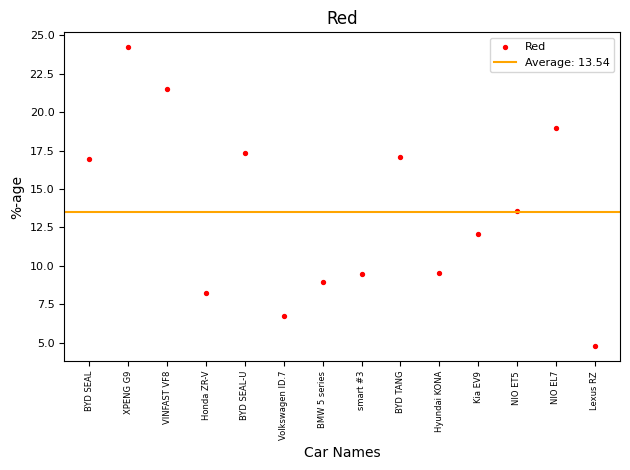 Red
Red
Average: 13.54
25.0
22.5
20.0
17.5
15.0
12.5
10.0
7.5
5.0
%-age
BYD SEAL
XPENG G9
VINFAST VF8
Honda ZR-V
BYD SEAL-U
Volkswagen ID.7
BMW 5 series
smart #3
BYD TANG
Hyundai KONA
Kia EV9
NIO ET5
NIO EL7
Lexus RZ
Car Names